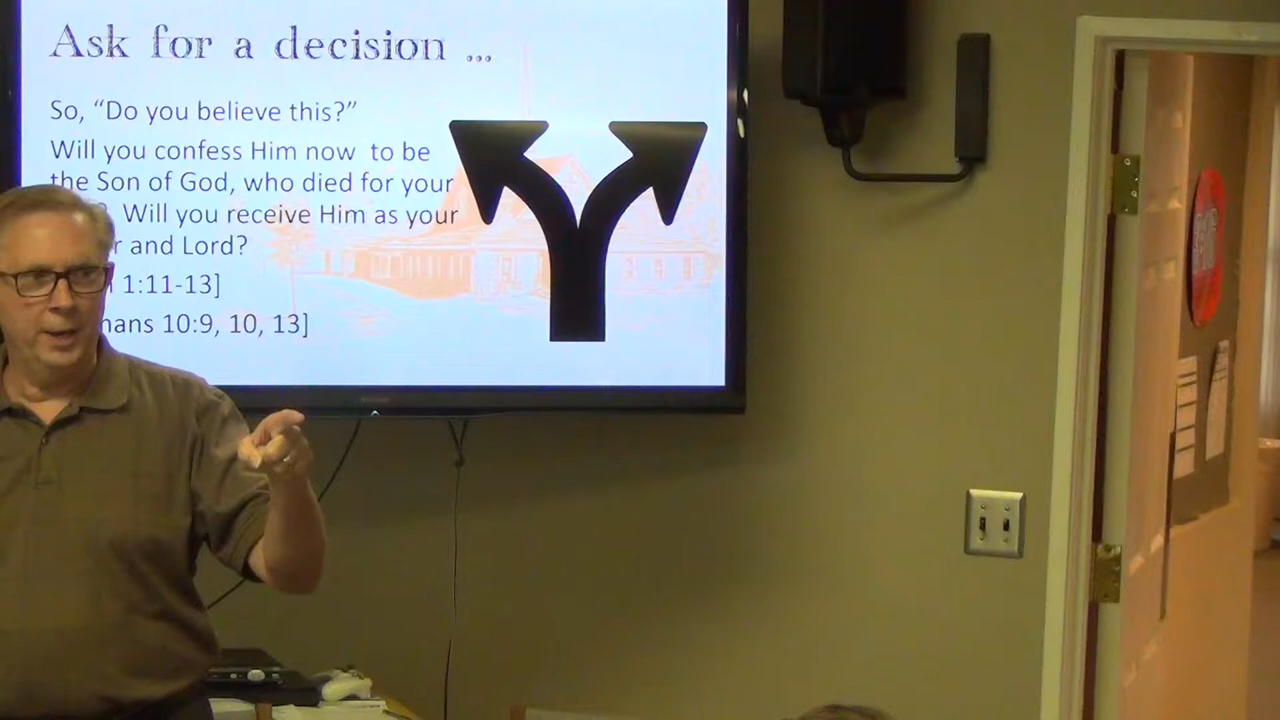 Ask for a decision ...
So, “Do you believe this?”
Will you confess Him now to be
the Son of God, who died for your
Will you receive Him as your
and Lord?
1:11-13]
10:9, 10, 13]